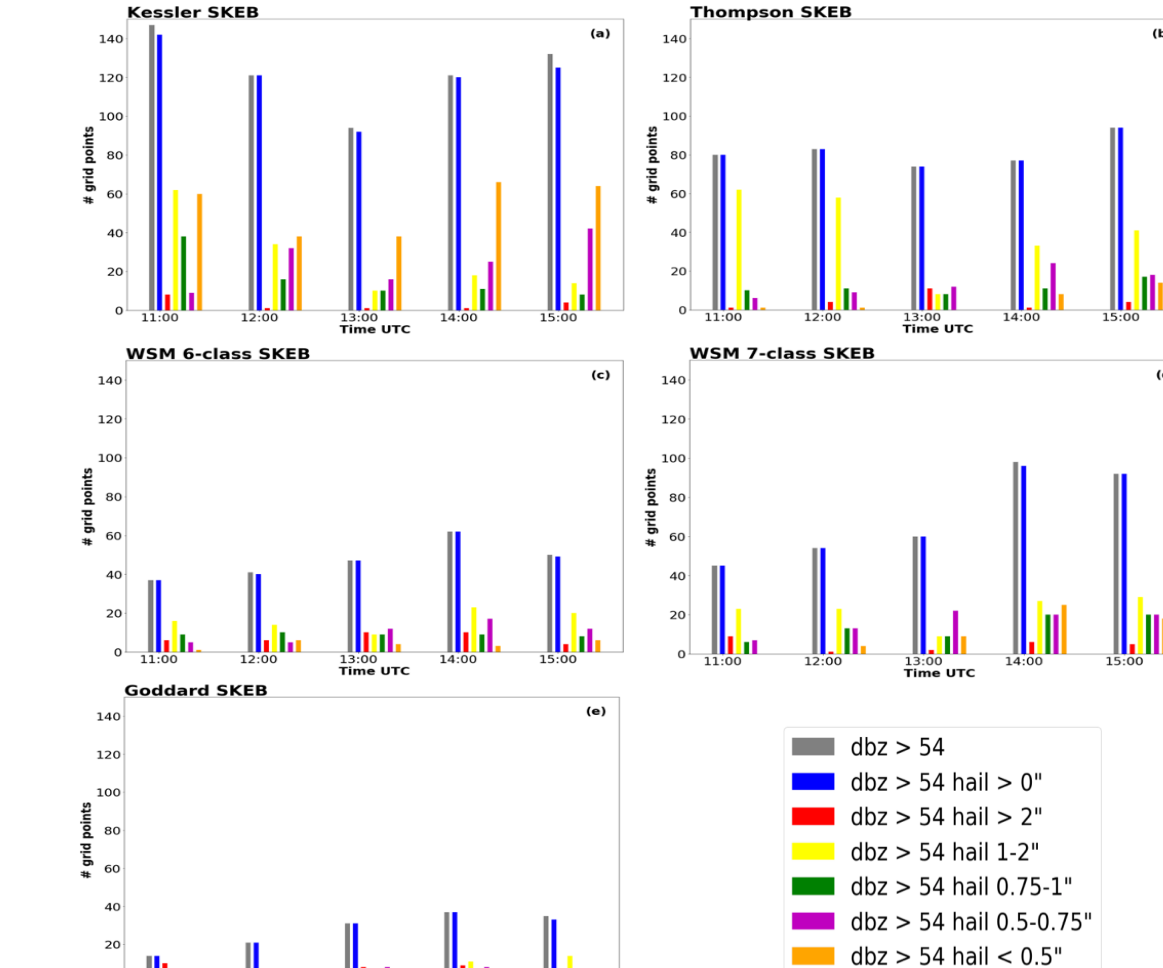 Kessler SKEB
(a)
140
120
100
80
60
40
20
0
# grid points
11:00 12:00 13:00 14:00 15:00
Time UTC
Thompson SKEB
(b
140
120
100
80
60
40
20
0
# grid points
11:00 12:00 13:00 14:00 15:00
Time UTC
WSM 6-class SKEB
(c)
140
120
100
80
60
40
20
0
# grid points
11:00 12:00 13:00 14:00 15:00
Time UTC
WSM 7-class SKEB
140
120
100
80
60
40
20
0
# grid points
11:00 12:00 13:00 14:00 15:00
Time UTC
Goddard SKEB
(e)
140
120
100
80
60
40
20
# grid points
dbz > 54
dbz > 54 hail > 0"
dbz > 54 hail > 2"
dbz > 54 hail 1-2"
dbz > 54 hail 0.75-1"
dbz > 54 hail 0.5-0.75"
dbz > 54 hail < 0.5"